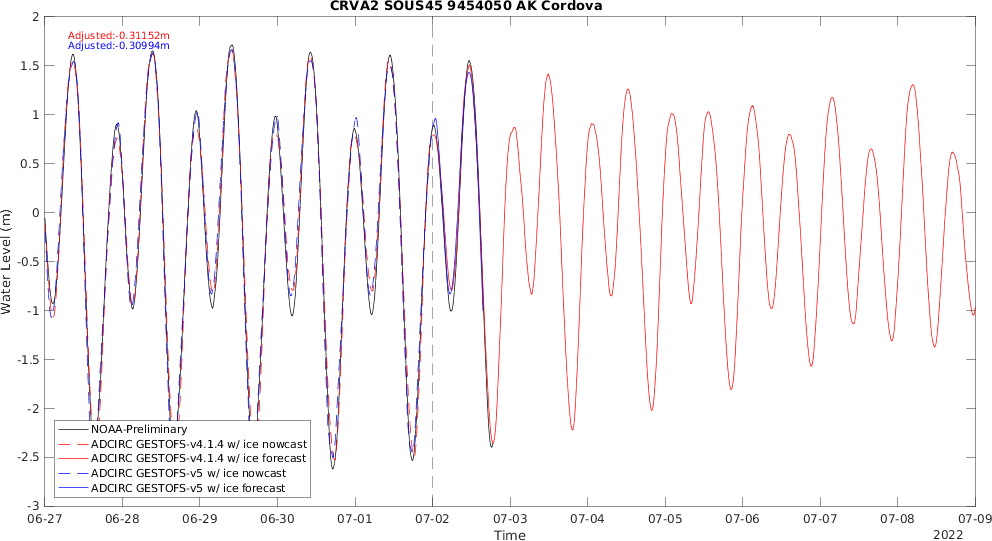 CRVA2 SOUS45 9454050 AK Cordova
Adjusted:-0.31152m
Adjusted:-0.30994m
2
1.5
1
0.5
0
-0.5
-1
-1.5
-2
-2.5
-3
Water Level (m)
NOAA-Preliminary
ADCIRC GESTOFS-v4.1.4 w/ ice nowcast
ADCIRC GESTOFS-v4.1.4 w/ ice forecast
ADCIRC GESTOFS-v5 w/ ice nowcast
ADCIRC GESTOFS-v5 w/ ice forecast
06-27 06-28 06-29 06-30 07-01 07-02 07-03 07-04 07-05 07-06 07-07 07-08 07-09
Time
2022